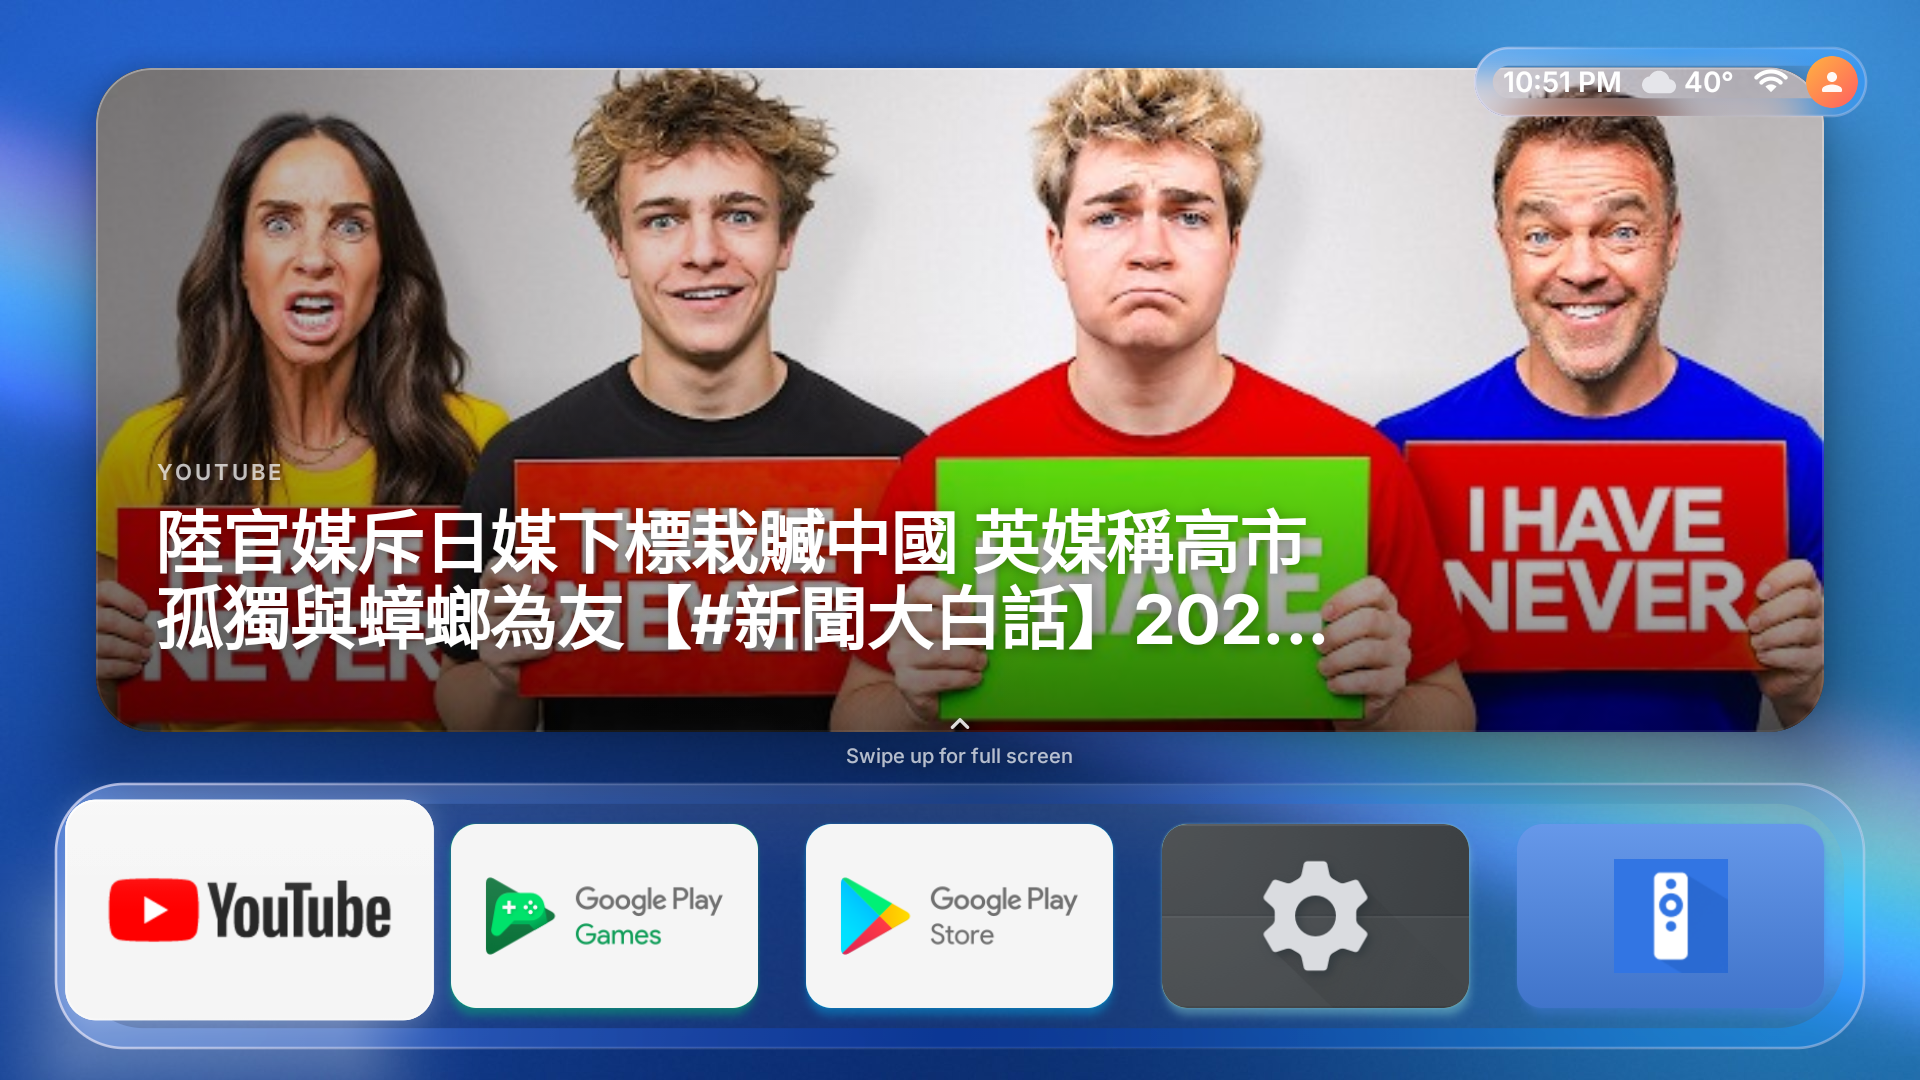 10:51 PM 40°
YOUTUBE
陸官媒斥日媒下標栽贓中國 英媒稱高市
孤獨與蟑螂為友【#新聞大白話】202...
NEVER
I HAVE
I HAVE
NEVER
Swipe up for full screen
YouTube
Google Play
Games
Google Play
Store